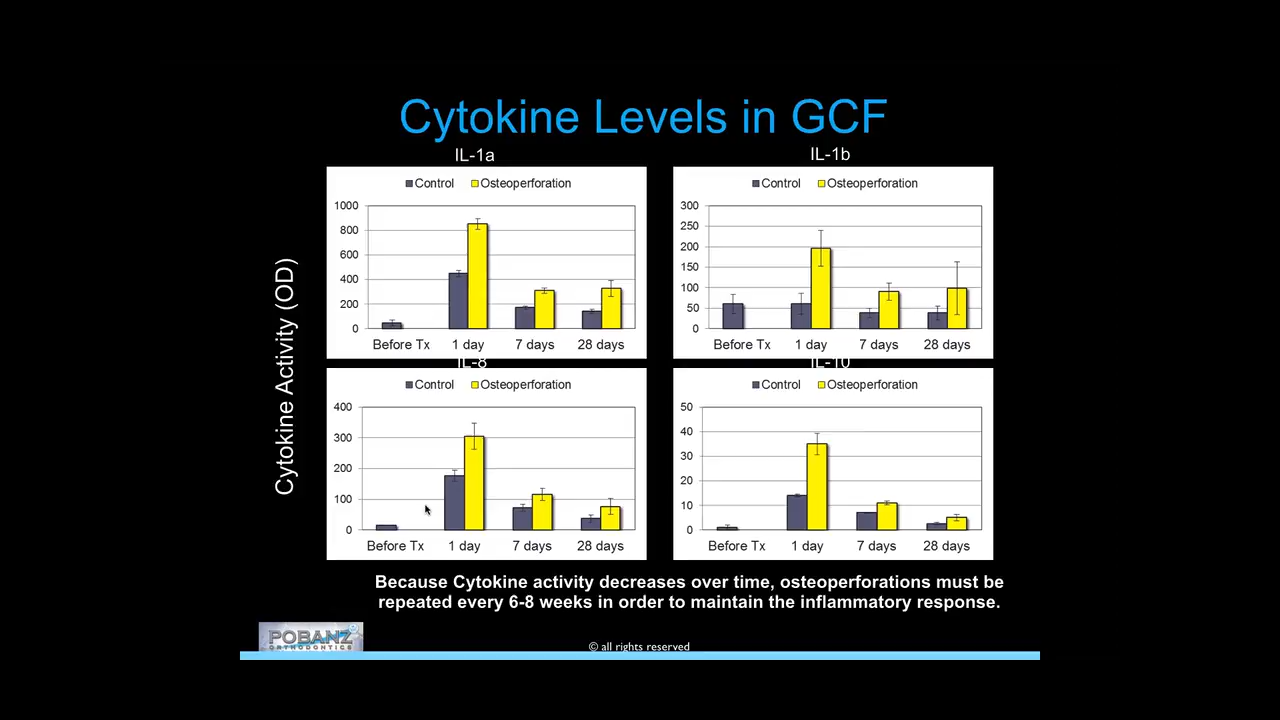 Cytokine Levels in GCF
IL-1a
IL-1b
Cytokine Activity (OD)
Control Osteoperforation
1000
800
600
400
200
0
Before Tx 1 day 7 days 28 days
Control Osteoperforation
300
250
200
150
100
50
0
Before Tx 1 day 7 days 28 days
IL-8
IL-10
Control Osteoperforation
400
300
200
100
0
Before Tx 1 day 7 days 28 days
Control Osteoperforation
50
40
30
20
10
0
Before Tx 1 day 7 days 28 days
Because Cytokine activity decreases over time, osteoperforations must be
repeated every 6-8 weeks in order to maintain the inflammatory response.
POBANZ
ORTHODONTICS
© all rights reserved